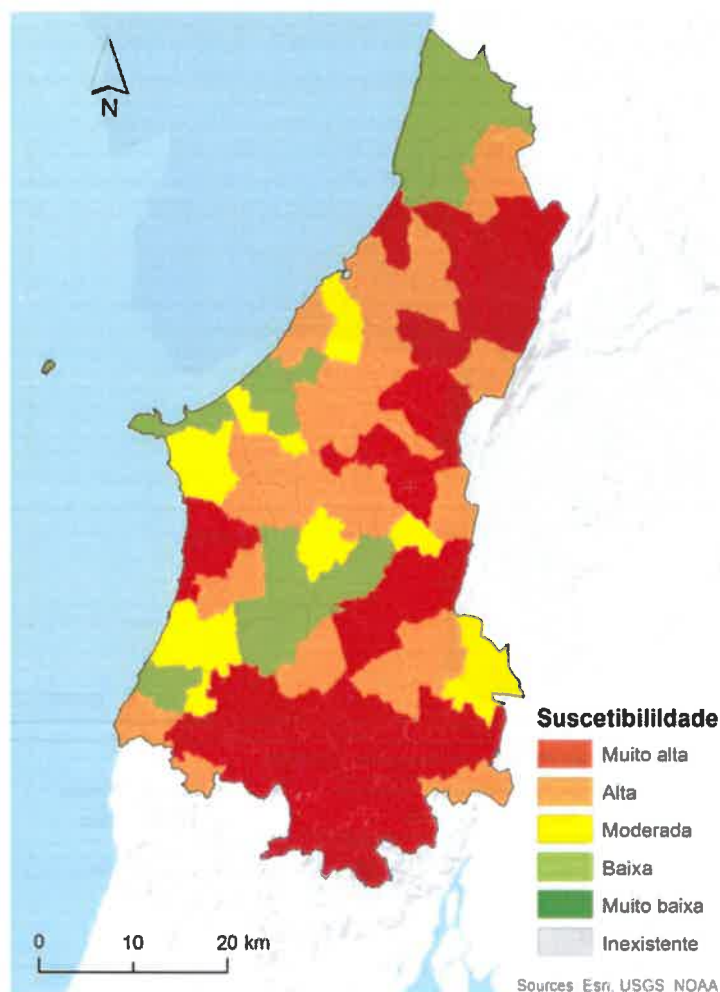 N
Suscetibilildade
Muito alta
Alta
Moderada
Baixa
Muito baixa
Inexistente
0 10 20 km
Sources Esri, USGS NOAA